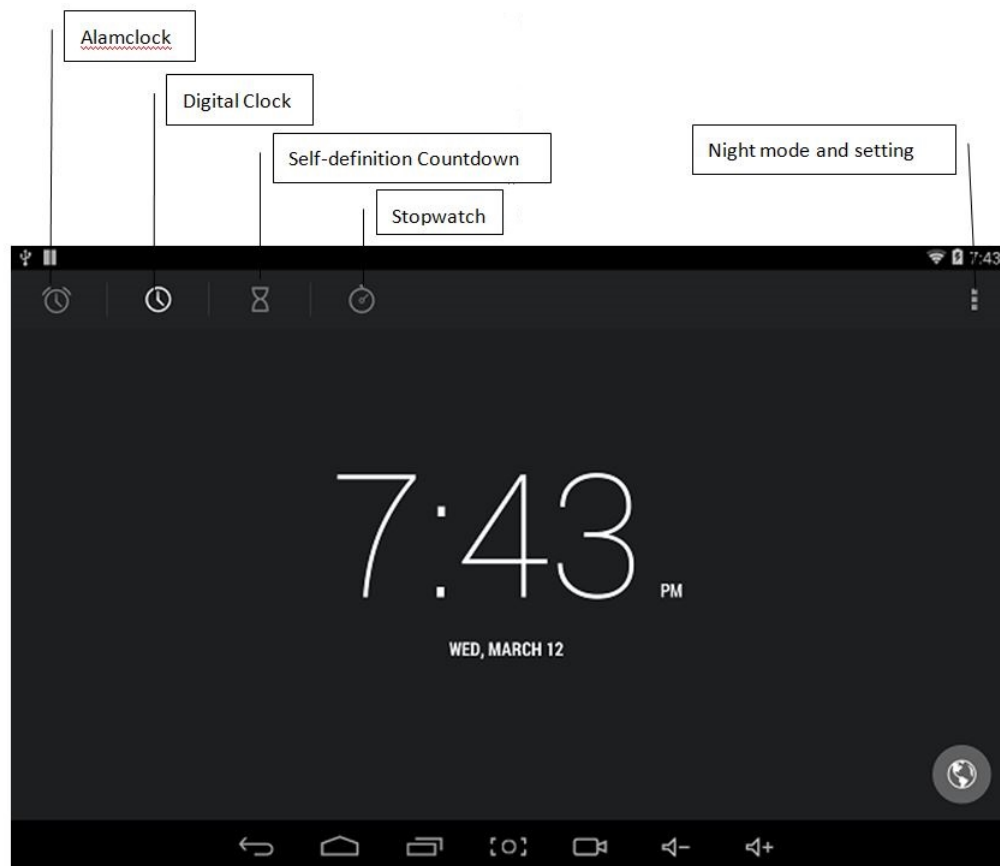 Alamclock
Digital Clock
Self-definition Countdown
Night mode and setting
Stopwatch
7:43
7:43 PM
WED, MARCH 12